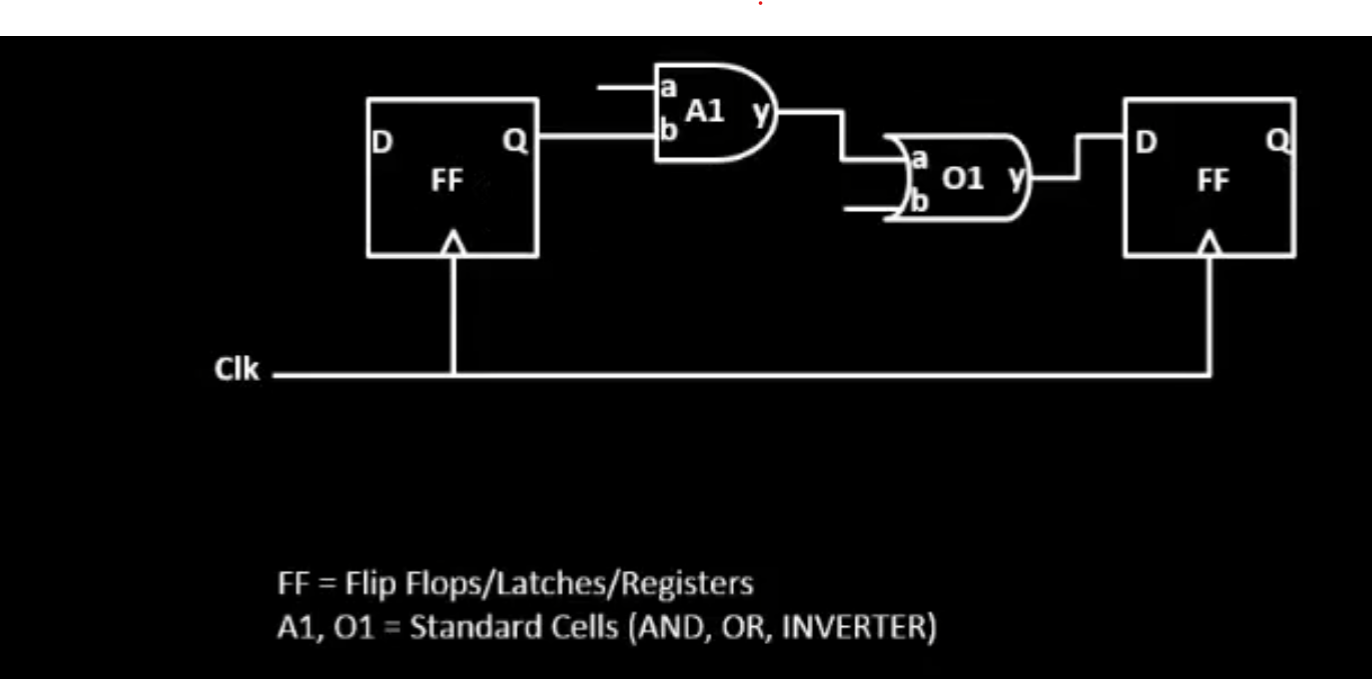 a
A1 y
b
D Q
FF
a
O1 y
b
D Q
FF
Clk
FF = Flip Flops/Latches/Registers
A1, O1 = Standard Cells (AND, OR, INVERTER)